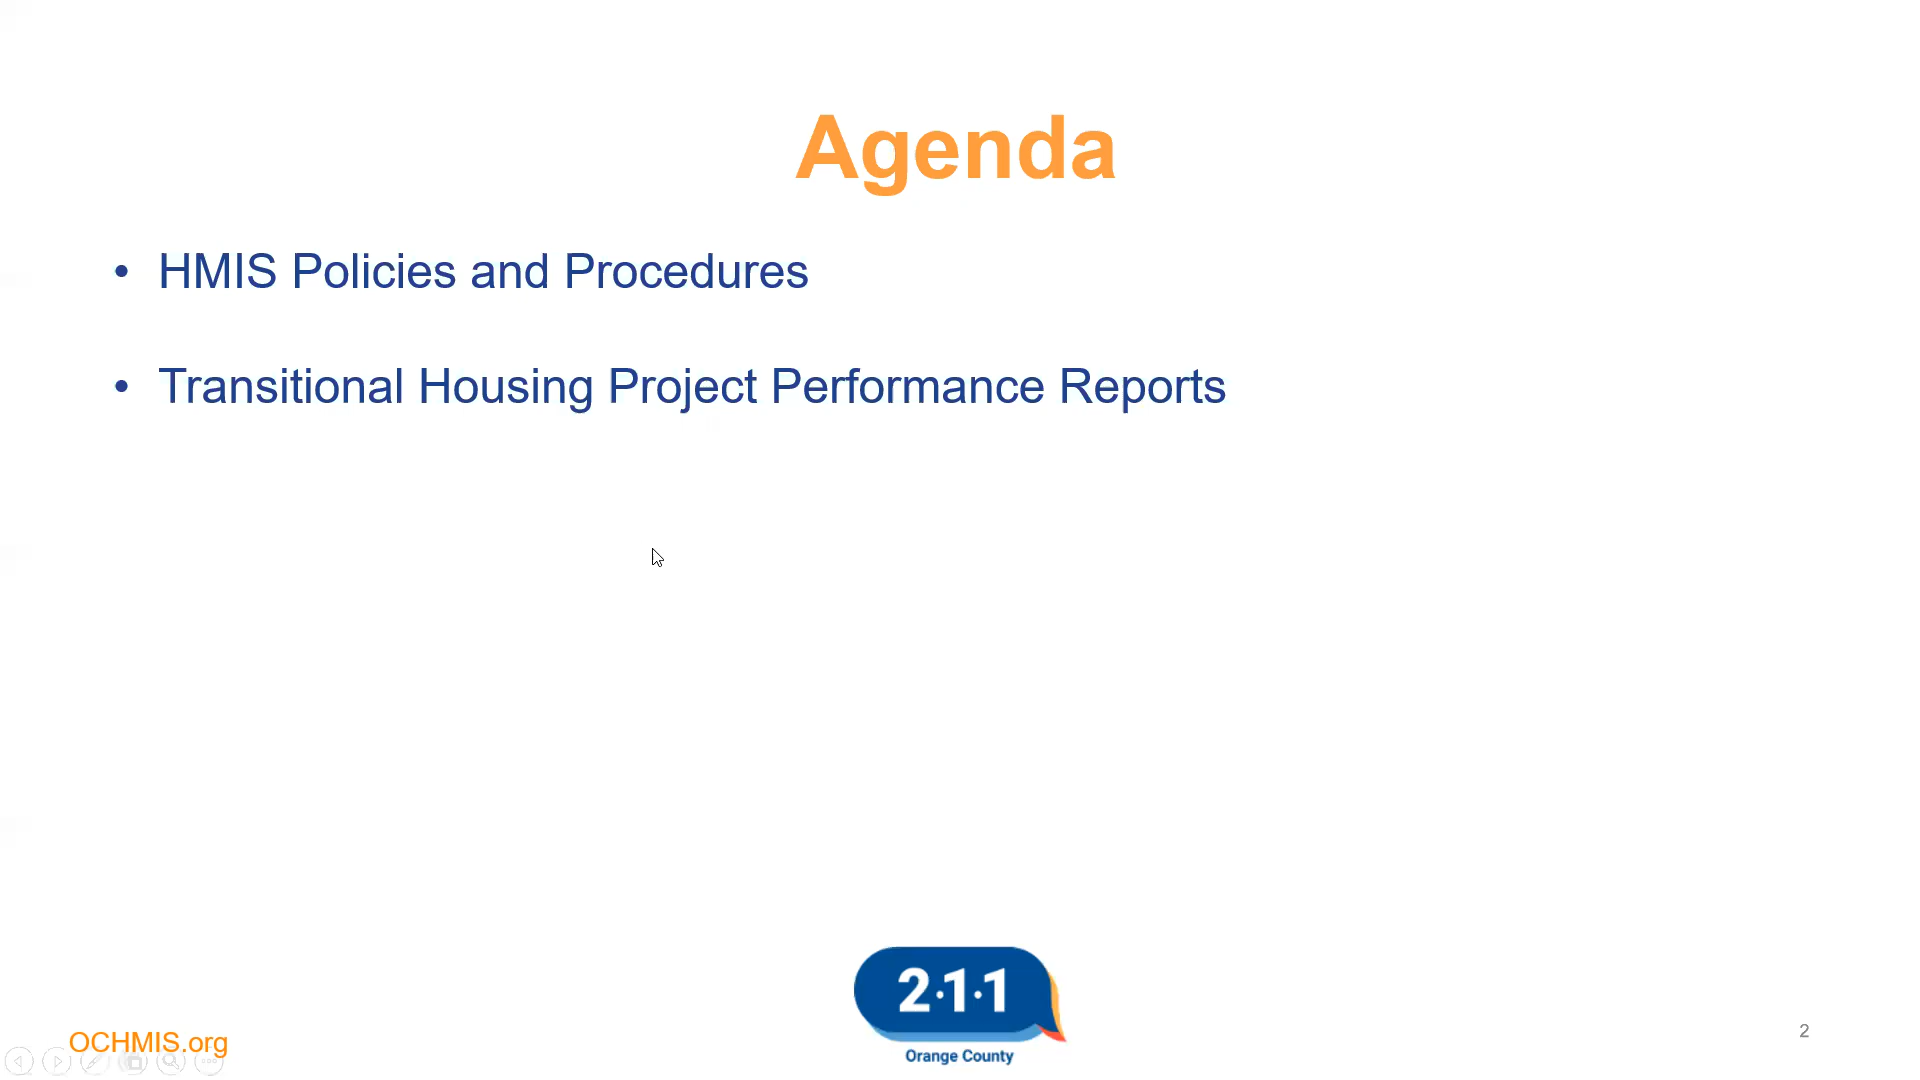 Agenda
• HMIS Policies and Procedures
• Transitional Housing Project Performance Reports
2·1·1
Orange County
OCHMIS.org
2